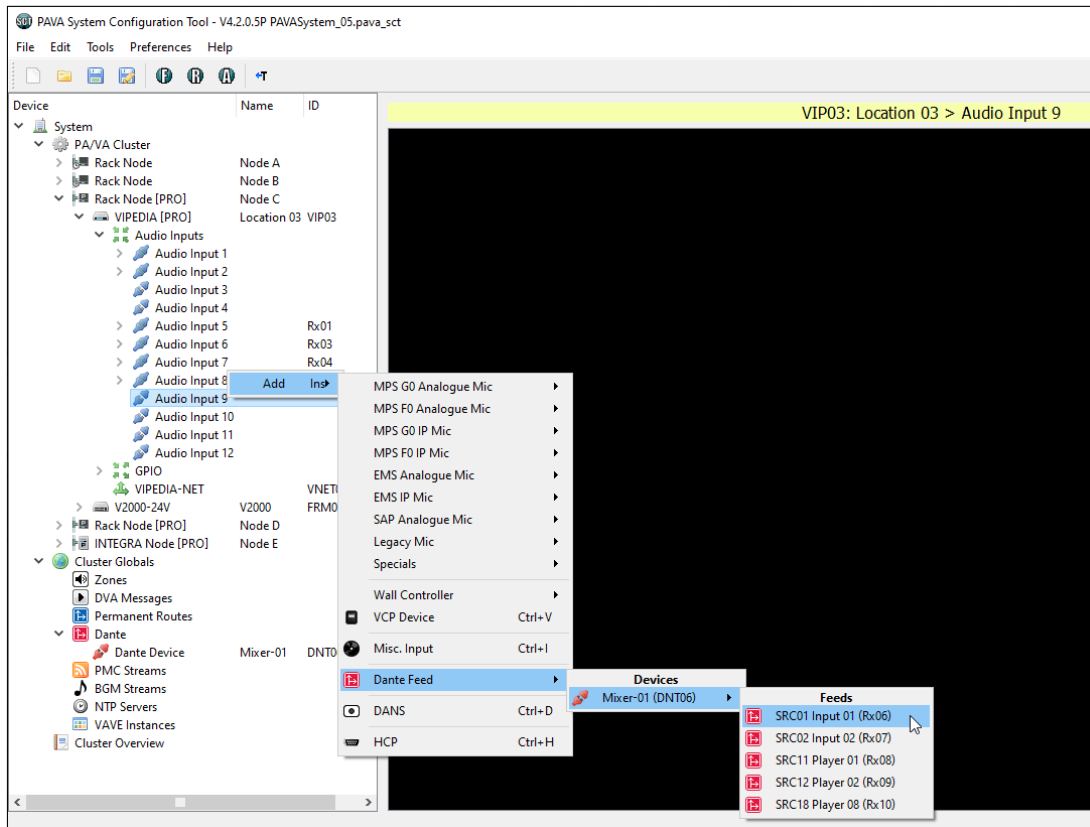 PAVA System Configuration Tool - V4.2.0.5P PAVASystem_05.pava_sct
File Edit Tools Preferences Help
F R A T
Device Name ID
VIP03: Location 03 > Audio Input 9
System
PA/VA Cluster
Rack Node Node A
Rack Node Node B
Rack Node [PRO] Node C
VIPEDIA [PRO] Location 03 VIP03
Audio Inputs
Audio Input 1
Audio Input 2
Audio Input 3
Audio Input 4
Audio Input 5 Rx01
Audio Input 6 Rx03
Audio Input 7 Rx04
Audio Input 8
Audio Input 9
Audio Input 10
Audio Input 11
Audio Input 12
GPIO
VIPEDIA-NET
V2000-24V V2000
Rack Node [PRO] Node D
INTEGRA Node [PRO] Node E
Cluster Globals
Zones
DVA Messages
Permanent Routes
Dante
Dante Device Mixer-01
PMC Streams
BGM Streams
NTP Servers
VAVE Instances
Cluster Overview
Add Ins
MPS G0 Analogue Mic
MPS F0 Analogue Mic
MPS G0 IP Mic
MPS F0 IP Mic
EMS Analogue Mic
EMS IP Mic
SAP Analogue Mic
Legacy Mic
Specials
Wall Controller
VCP Device Ctrl+V
Misc. Input Ctrl+I
Dante Feed
DANS Ctrl+D
HCP Ctrl+H
Devices
Mixer-01 (DNT06)
Feeds
SRC01 Input 01 (Rx06)
SRC02 Input 02 (Rx07)
SRC11 Player 01 (Rx08)
SRC12 Player 02 (Rx09)
SRC18 Player 08 (Rx10)